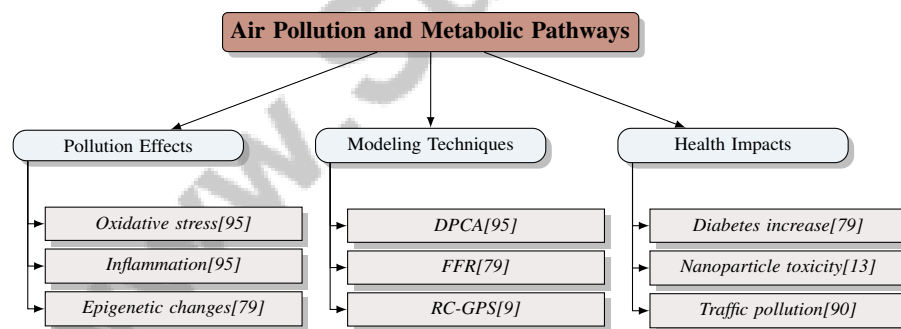 Air Pollution and Metabolic Pathways
Pollution Effects
Modeling Techniques
Health Impacts
Oxidative stress[95]
Inflammation[95]
Epigenetic changes[79]
DPCA[95]
FFR[79]
RC-GPS[9]
Diabetes increase[79]
Nanoparticle toxicity[13]
Traffic pollution[90]